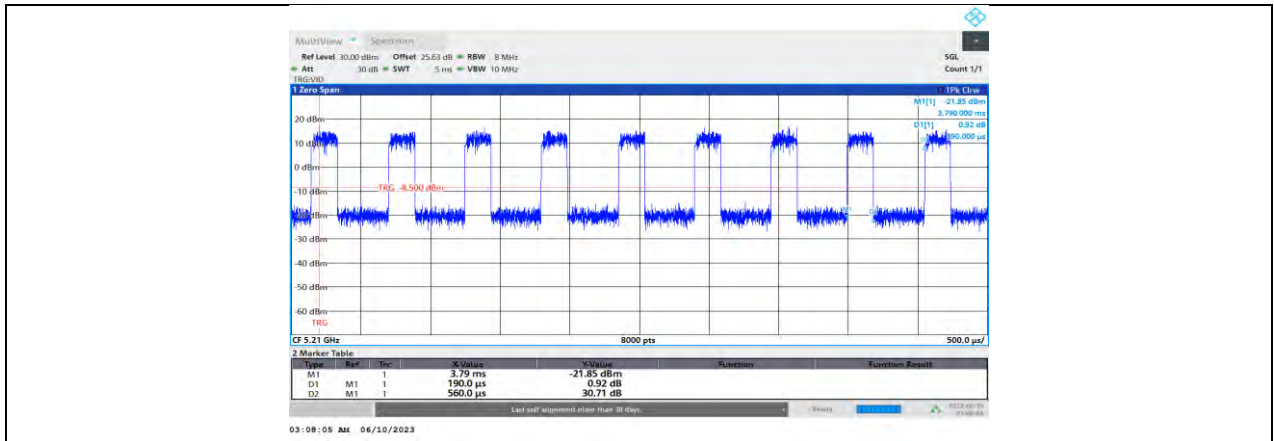 MultiView Spectrum
Ref Level 30.00 dBm Offset 25.63 dB RBW 8 MHz SGL
Att 30 dB SWT 5 ms VBW 10 MHz Count 1/1
TRG:VID
1 Zero Span 1Pk Clrw
M1[1] -21.85 dBm
3.790 000 ms
20 dBm
D1[1] 0.92 dB
190.000 µs
10 dBm
0 dBm
TRG -8.500 dBm
-10 dBm
M1
-20 dBm
-30 dBm
-40 dBm
-50 dBm
-60 dBm
TRG
CF 5.21 GHz 8000 pts 500.0 µs/
2 Marker Table
Type Ref Trc X-Value Y-Value Function Function Result
M1 1 3.79 ms -21.85 dBm
D1 M1 1 190.0 µs 0.92 dB
D2 M1 1 560.0 µs 30.71 dB
Last self alignment older than 30 days. Ready
03:08:05 AM 06/10/2023